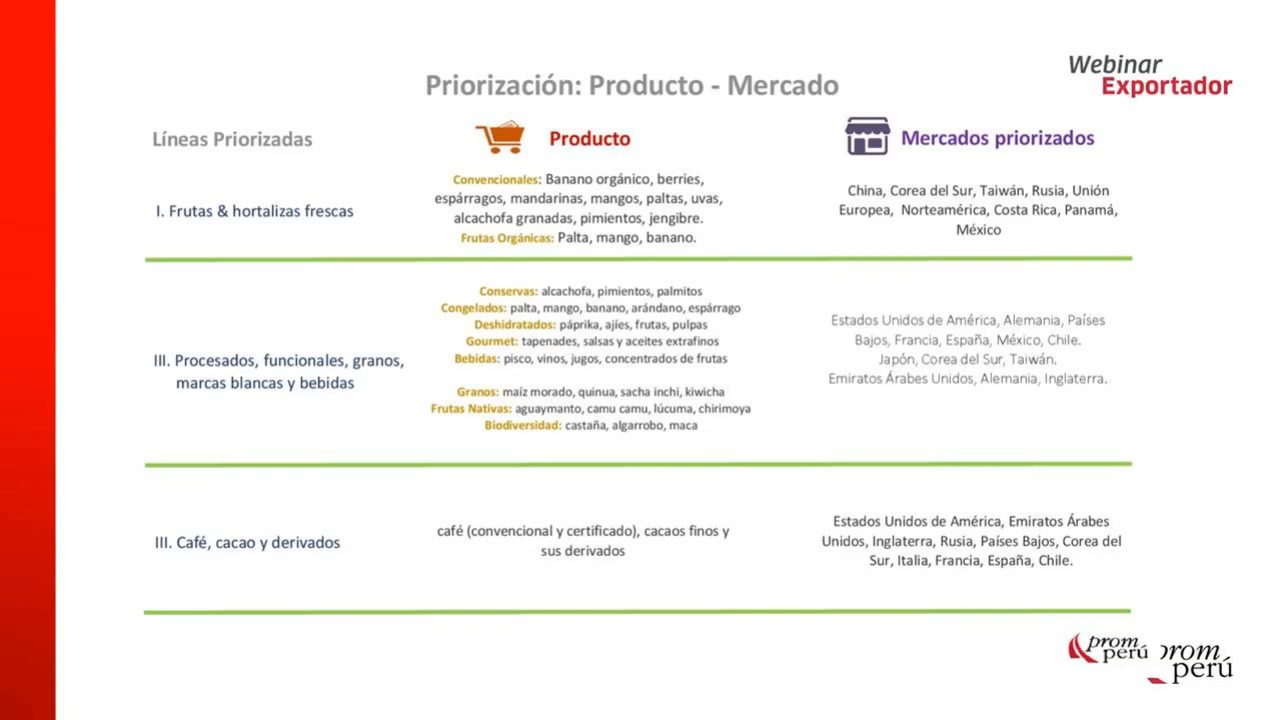 Webinar
Exportador
Priorización: Producto - Mercado
Líneas Priorizadas
Producto
Mercados priorizados
I. Frutas & hortalizas frescas
Convencionales: Banano orgánico, berries,
espárragos, mandarinas, mangos, paltas, uvas,
alcachofa granadas, pimientos, jengibre.
Frutas Orgánicas: Palta, mango, banano.
China, Corea del Sur, Taiwán, Rusia, Unión
Europea, Norteamérica, Costa Rica, Panamá,
México
III. Procesados, funcionales, granos,
marcas blancas y bebidas
Conservas: alcachofa, pimientos, palmitos
Congelados: palta, mango, banano, arándano, espárrago
Deshidratados: páprika, ajíes, frutas, pulpas
Gourmet: tapenades, salsas y aceites extrafinos
Bebidas: pisco, vinos, jugos, concentrados de frutas
Granos: maíz morado, quinua, sacha inchi, kiwicha
Frutas Nativas: aguaymanto, camu camu, lúcuma, chirimoya
Biodiversidad: castaña, algarrobo, maca
Estados Unidos de América, Alemania, Países
Bajos, Francia, España, México, Chile.
Japón, Corea del Sur, Taiwán.
Emiratos Árabes Unidos, Alemania, Inglaterra.
III. Café, cacao y derivados
café (convencional y certificado), cacaos finos y
sus derivados
Estados Unidos de América, Emiratos Árabes
Unidos, Inglaterra, Rusia, Países Bajos, Corea del
Sur, Italia, Francia, España, Chile.
prom
perú
rom
perú